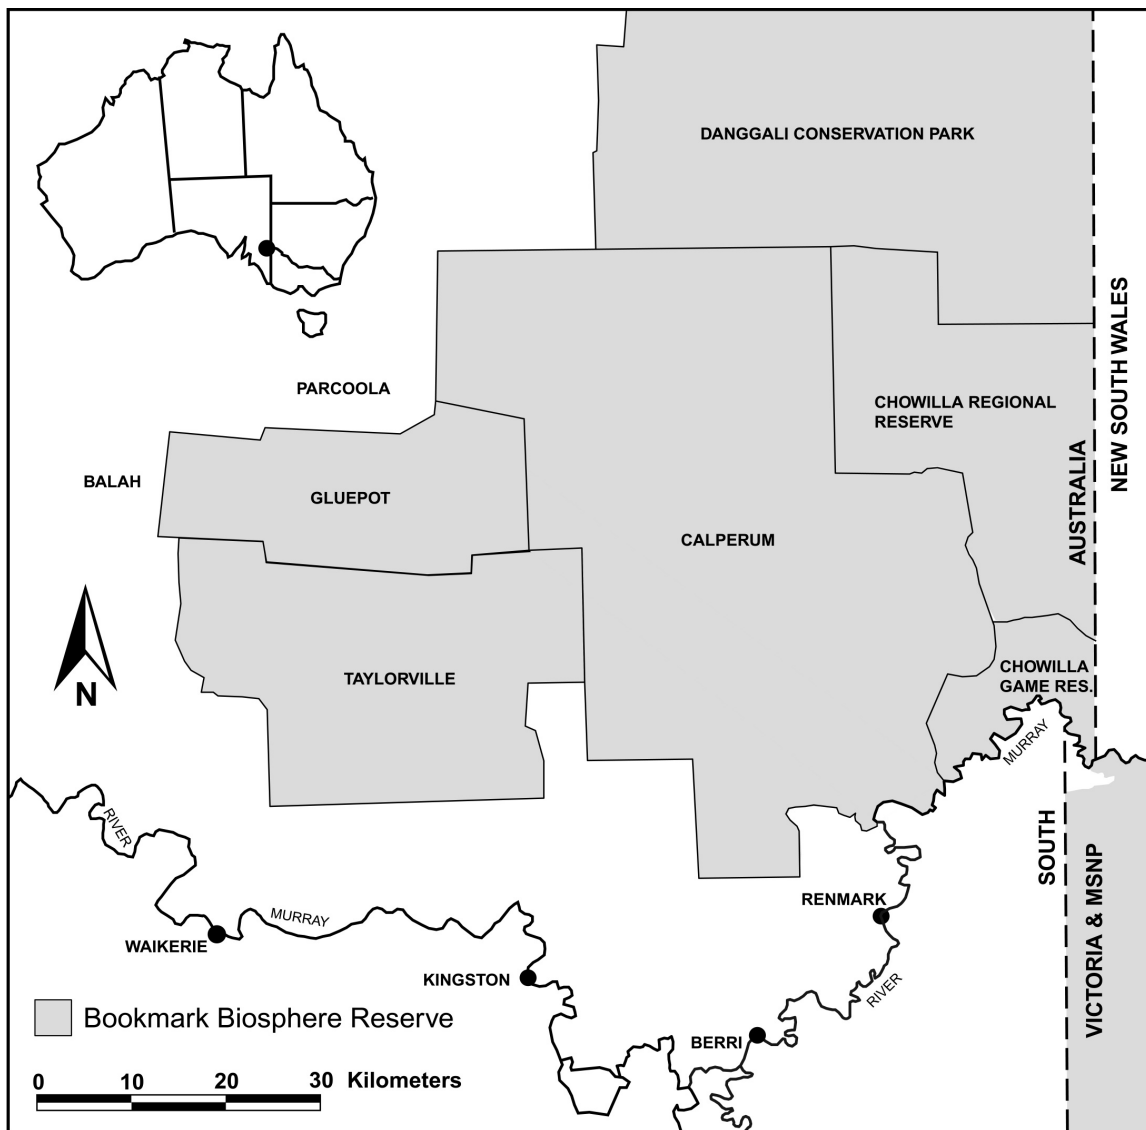 DANGGALI CONSERVATION PARK
NEW SOUTH WALES
PARCOOLA
CHOWILLA REGIONAL
RESERVE
AUSTRALIA
BALAH
GLUEPOT
CALPERUM
N
TAYLORVILLE
CHOWILLA
GAME RES.
MURRAY
RIVER
SOUTH
VICTORIA & MSNP
RENMARK
MURRAY
WAIKERIE
KINGSTON
RIVER
Bookmark Biosphere Reserve
BERRI
0 10 20 30 Kilometers